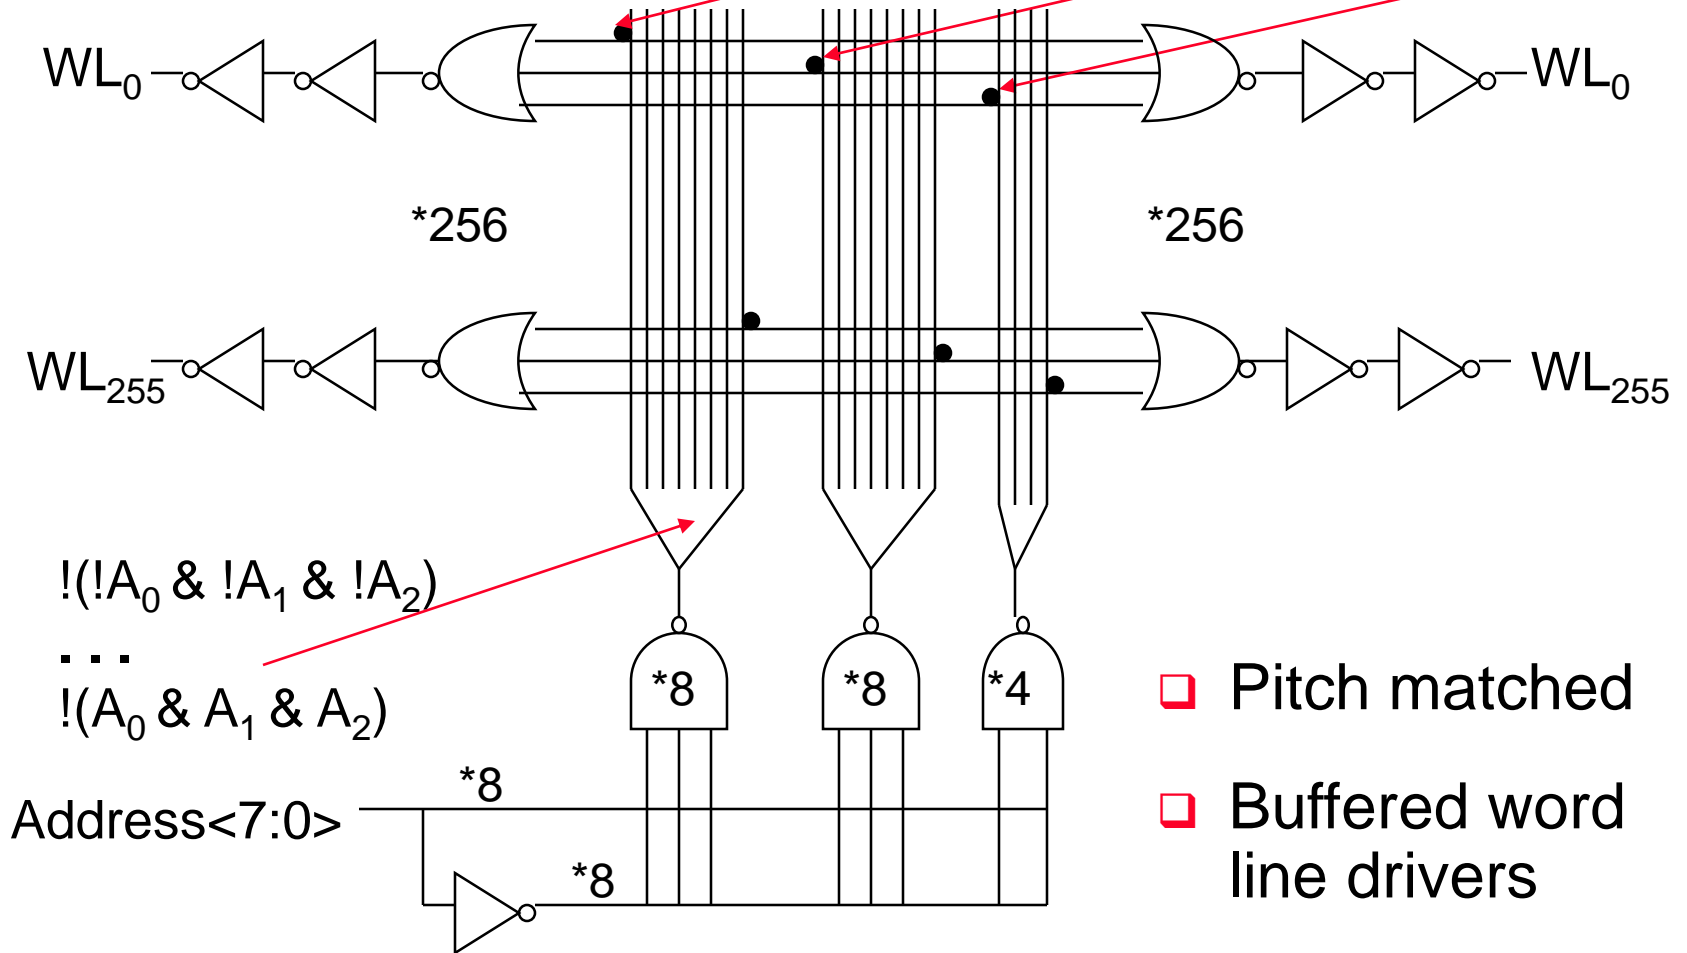 WL0
WL0
*256
*256
WL255
WL255
!(!A0 & !A1 & !A2)
. . .
!(A0 & A1 & A2)
*8
*8
*4
❑ Pitch matched
*8
Address<7:0>
❑ Buffered word
line drivers
*8